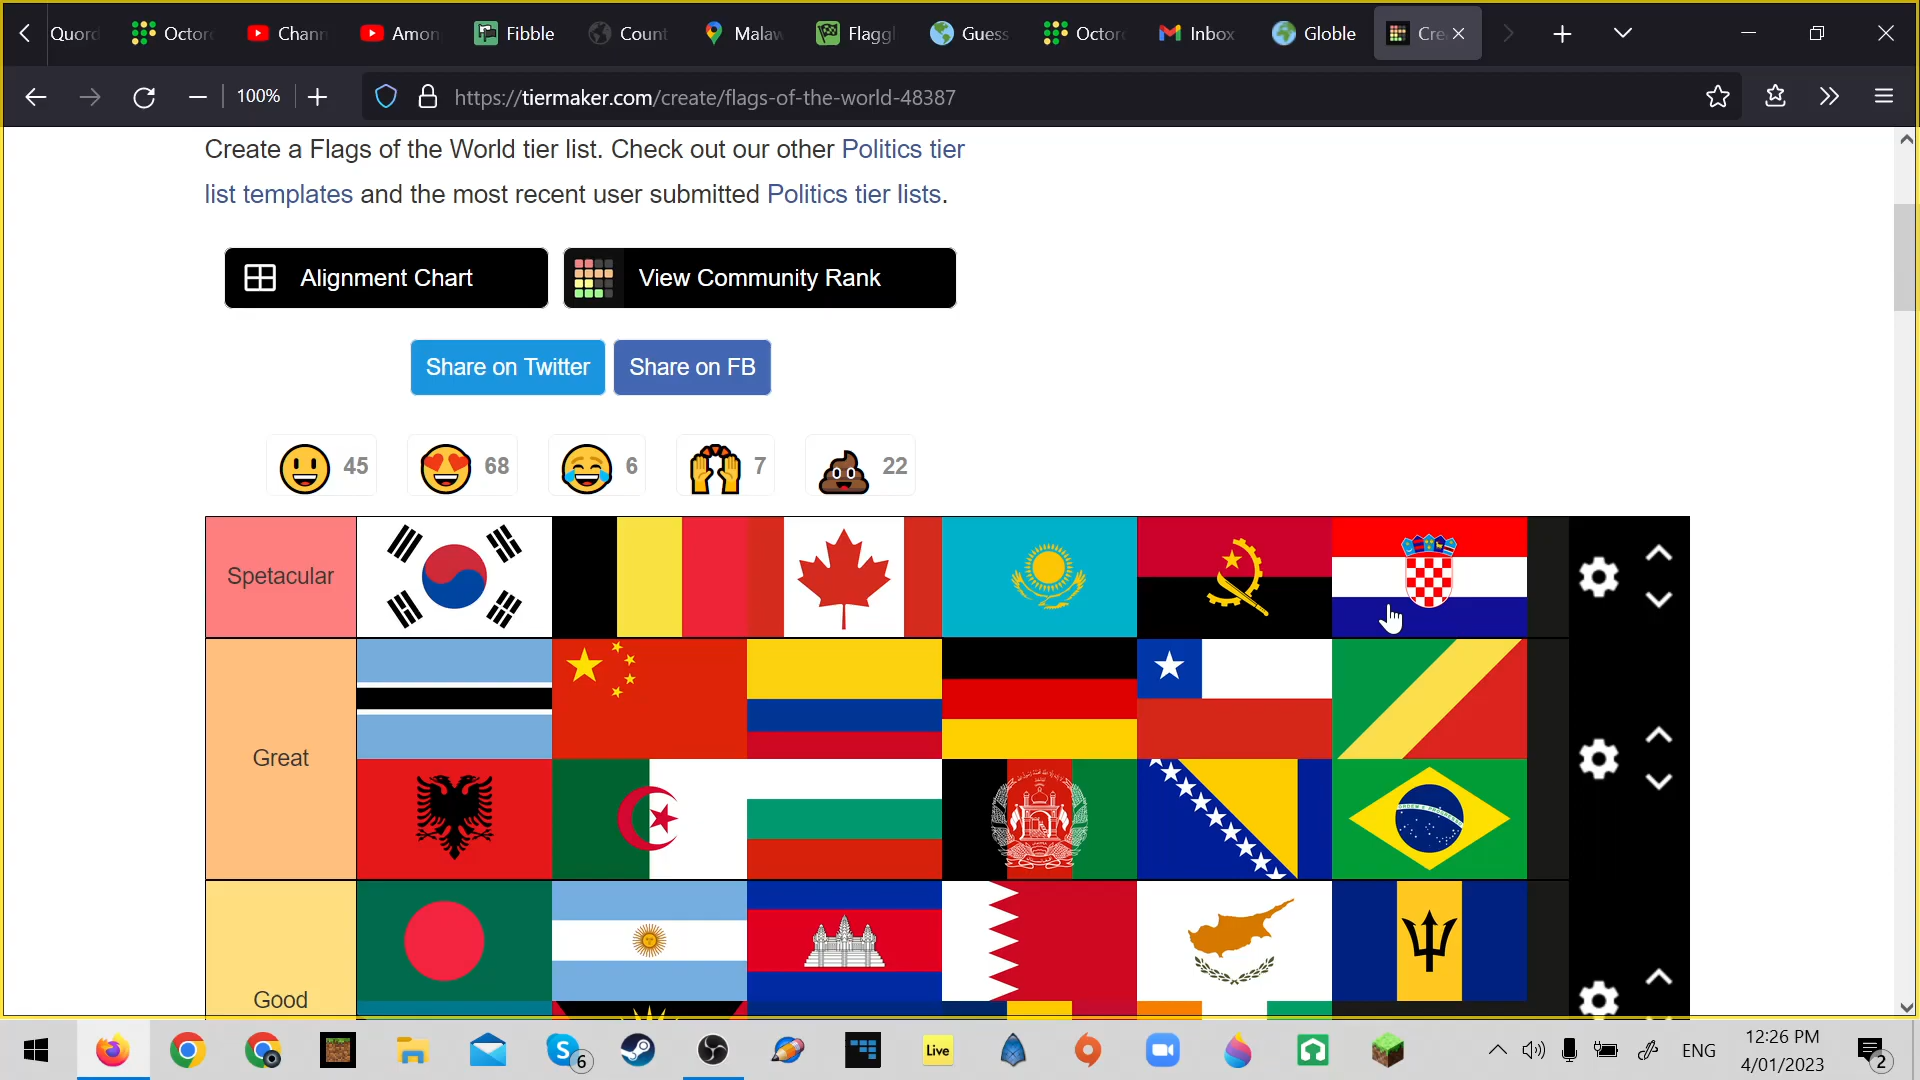 Quord
Octor
Chann
Amon
Fibble
Count
Malaw
Flaggl
Guess
Octor
Inbox
Globle
Cre
100%
https://tiermaker.com/create/flags-of-the-world-48387
Create a Flags of the World tier list. Check out our other Politics tier
list templates and the most recent user submitted Politics tier lists.
Alignment Chart
View Community Rank
Share on Twitter
Share on FB
45
68
6
7
22
Spetacular
Great
Good
6
Live
ENG
12:26 PM
4/01/2023
2